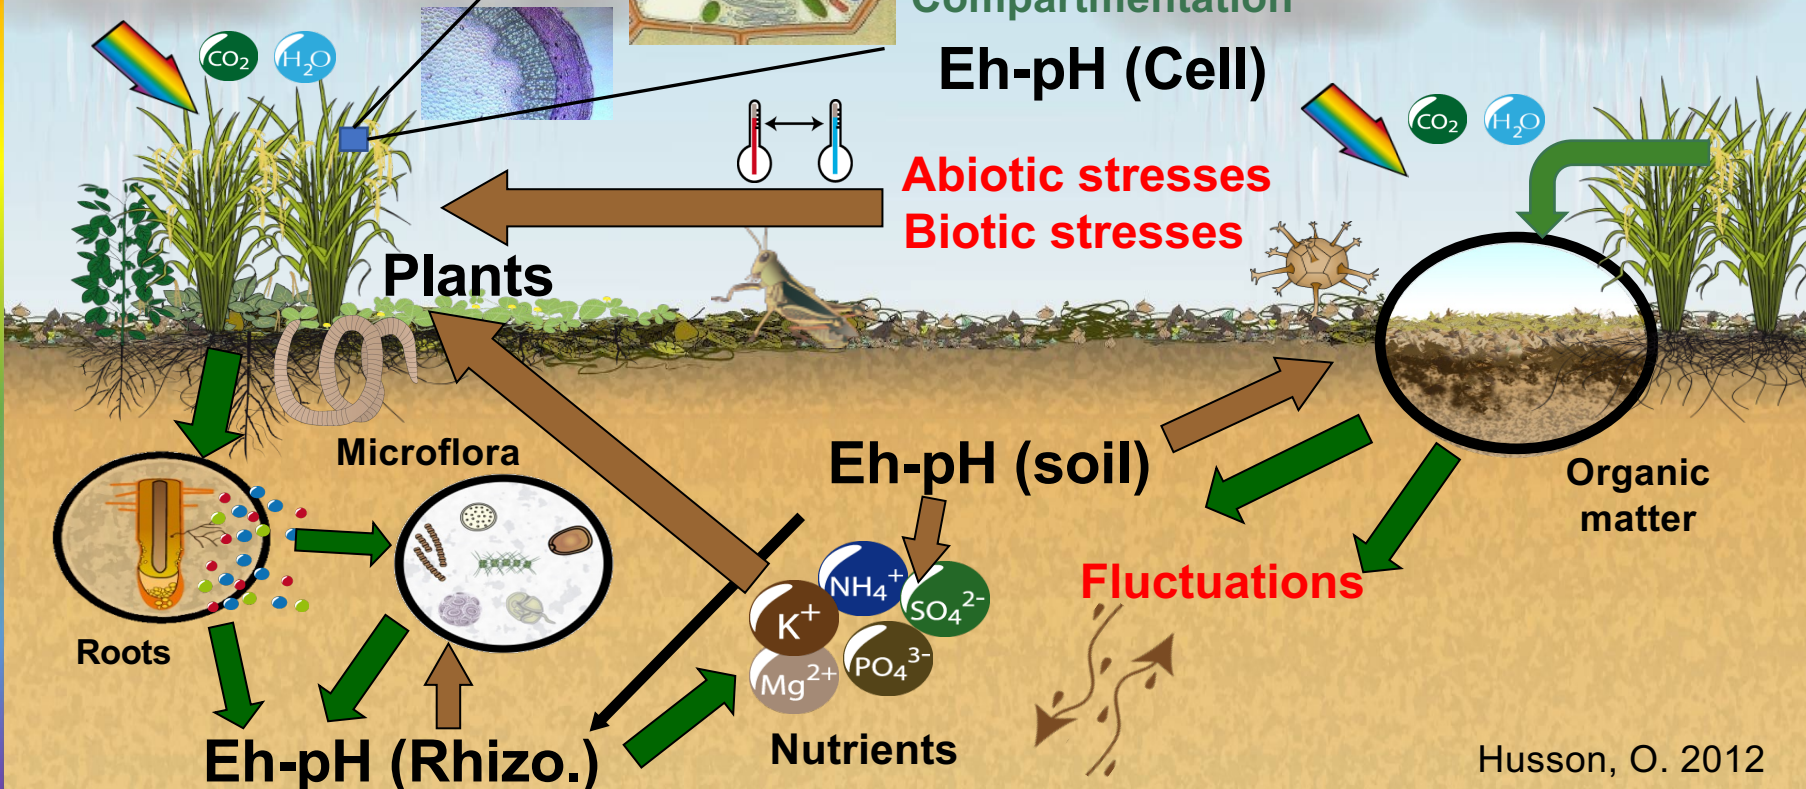 Compartmentation
Eh-pH (Cell)
CO₂
H₂O
CO₂
H₂O
Abiotic stresses
Biotic stresses
Plants
Microflora
Eh-pH (soil)
Organic
matter
NH₄⁺
SO₄²⁻
K⁺
PO₄³⁻
Mg²⁺
Fluctuations
Roots
Eh-pH (Rhizo.)
Nutrients
Husson, O. 2012